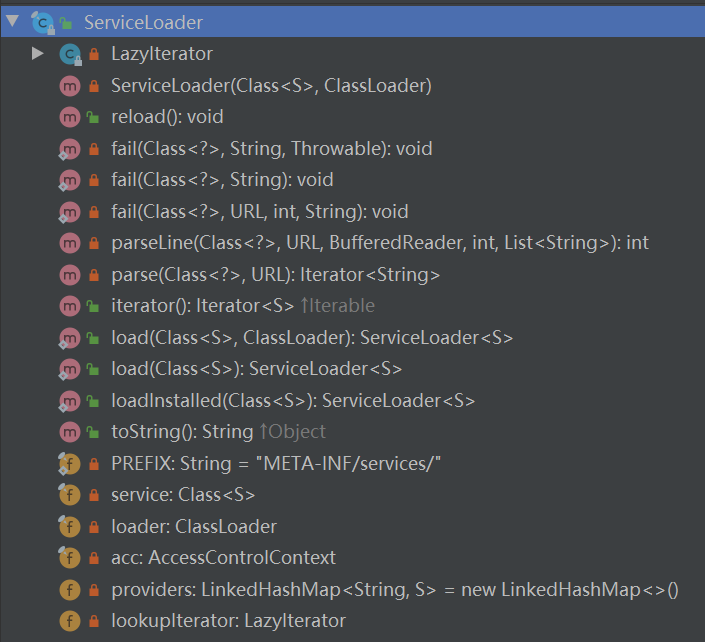 ServiceLoader
LazyIterator
ServiceLoader(Class<S>, ClassLoader)
reload(): void
fail(Class<?>, String, Throwable): void
fail(Class<?>, String): void
fail(Class<?>, URL, int, String): void
parseLine(Class<?>, URL, BufferedReader, int, List<String>): int
parse(Class<?>, URL): Iterator<String>
iterator(): Iterator<S> ↑Iterable
load(Class<S>, ClassLoader): ServiceLoader<S>
load(Class<S>): ServiceLoader<S>
loadInstalled(Class<S>): ServiceLoader<S>
toString(): String ↑Object
PREFIX: String = "META-INF/services/"
service: Class<S>
loader: ClassLoader
acc: AccessControlContext
providers: LinkedHashMap<String, S> = new LinkedHashMap<>()
lookupIterator: LazyIterator